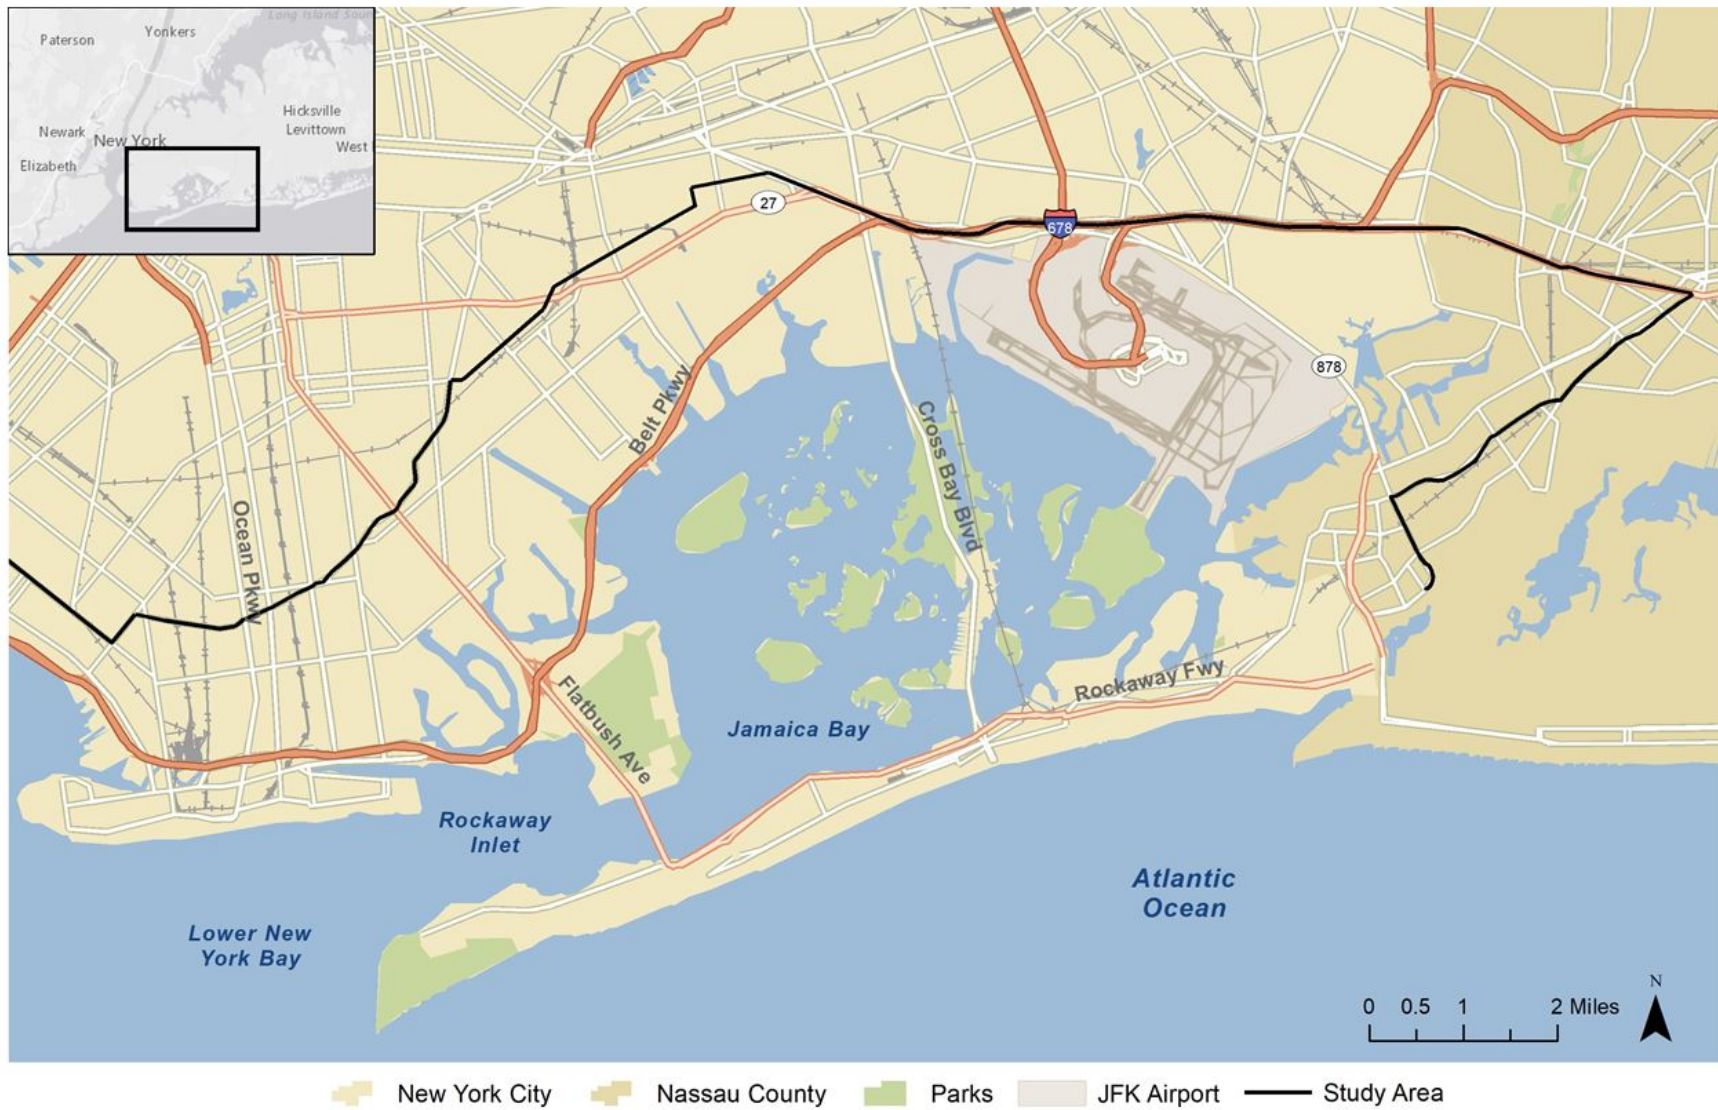 Long Island Soun
Paterson
Yonkers
Hicksville
Levittown
Newark
New York
West
Elizabeth
27
678
878
Belt Pkwy
Cross Bay Blvd
Ocean Pkwy
Flatbush Ave
Rockaway Fwy
Jamaica Bay
Rockaway
Inlet
Atlantic
Ocean
Lower New
York Bay
N
0 0.5 1 2 Miles
New York City
Nassau County
Parks
JFK Airport
Study Area